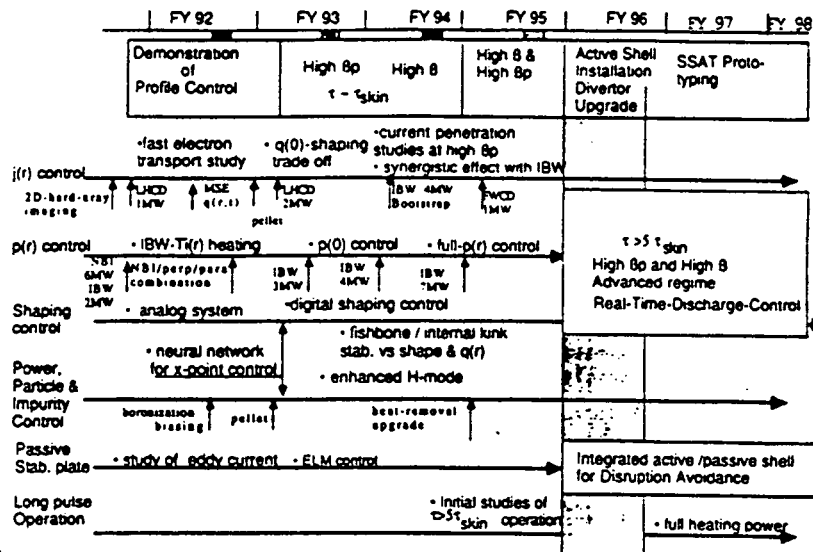 FY 92 FY 93 FY 94 FY 95 FY 96 FY 97 FY 98
Demonstration
of
Profile Control
High βp High β
τ ~ τskin
High β &
High βp
Active Shell
Installation
Divertor
Upgrade
SSAT Proto-
typing
•fast electron
transport study
• q(0)-shaping
trade off
•current penetration
studies at high βp
• synergistic effect with IBW
j(r) control
2D-hard-xray
imaging
LHCD
1MW
MSE
q(r,t)
pellet
LHCD
2MW
IBW 4MW
Bootstrap
FWCD
1MW
p(r) control
• IBW-Ti(r) heating
• p(0) control
• full-p(r) control
NBI
6MW
IBW
2MW
NBI/perp/para
combination
IBW
3MW
IBW
4MW
IBW
7MW
τ>5 τskin
High βp and High β
Advanced regime
Real-Time-Discharge-Control
Shaping
control
• analog system
•digital shaping control
• neural network
for x-point control
• fishbone / internal kink
stab. vs shape & q(r)
• enhanced H-mode
Power,
Particle &
Impurity
Control
boronization
biasing
pellet
heat-removal
upgrade
Passive
Stab. plate
• study of eddy current
• ELM control
Integrated active /passive shell
for Disruption Avoidance
Long pulse
Operation
• Initial studies of
τ>5τskin operation
• full heating power